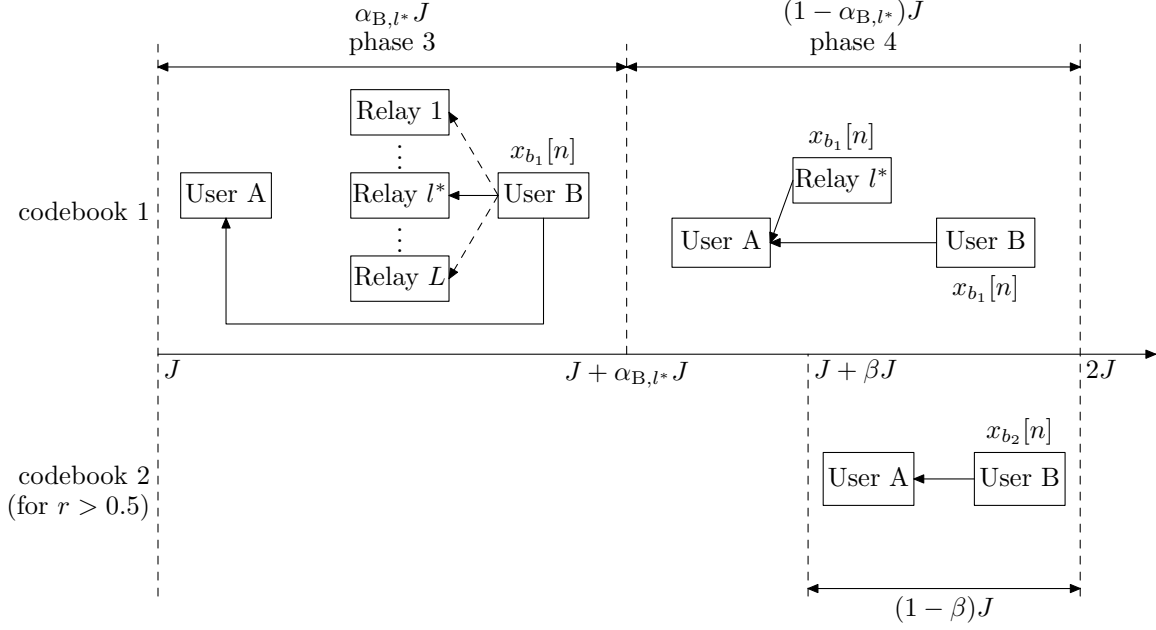 α_{B,l*}J
phase 3
(1 − α_{B,l*})J
phase 4
codebook 1
Relay 1
⋮
x_{b_1}[n]
User A
Relay l*
User B
⋮
Relay L
x_{b_1}[n]
Relay l*
User A
User B
x_{b_1}[n]
J
J + α_{B,l*}J
J + βJ
2J
codebook 2
(for r > 0.5)
x_{b_2}[n]
User A
User B
(1 − β)J